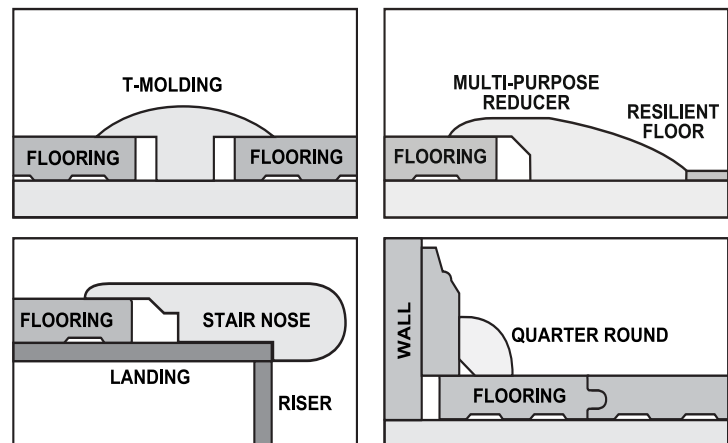 T-MOLDING
FLOORING
FLOORING
MULTI-PURPOSE
REDUCER
RESILIENT
FLOOR
FLOORING
FLOORING
STAIR NOSE
LANDING
RISER
WALL
QUARTER ROUND
FLOORING